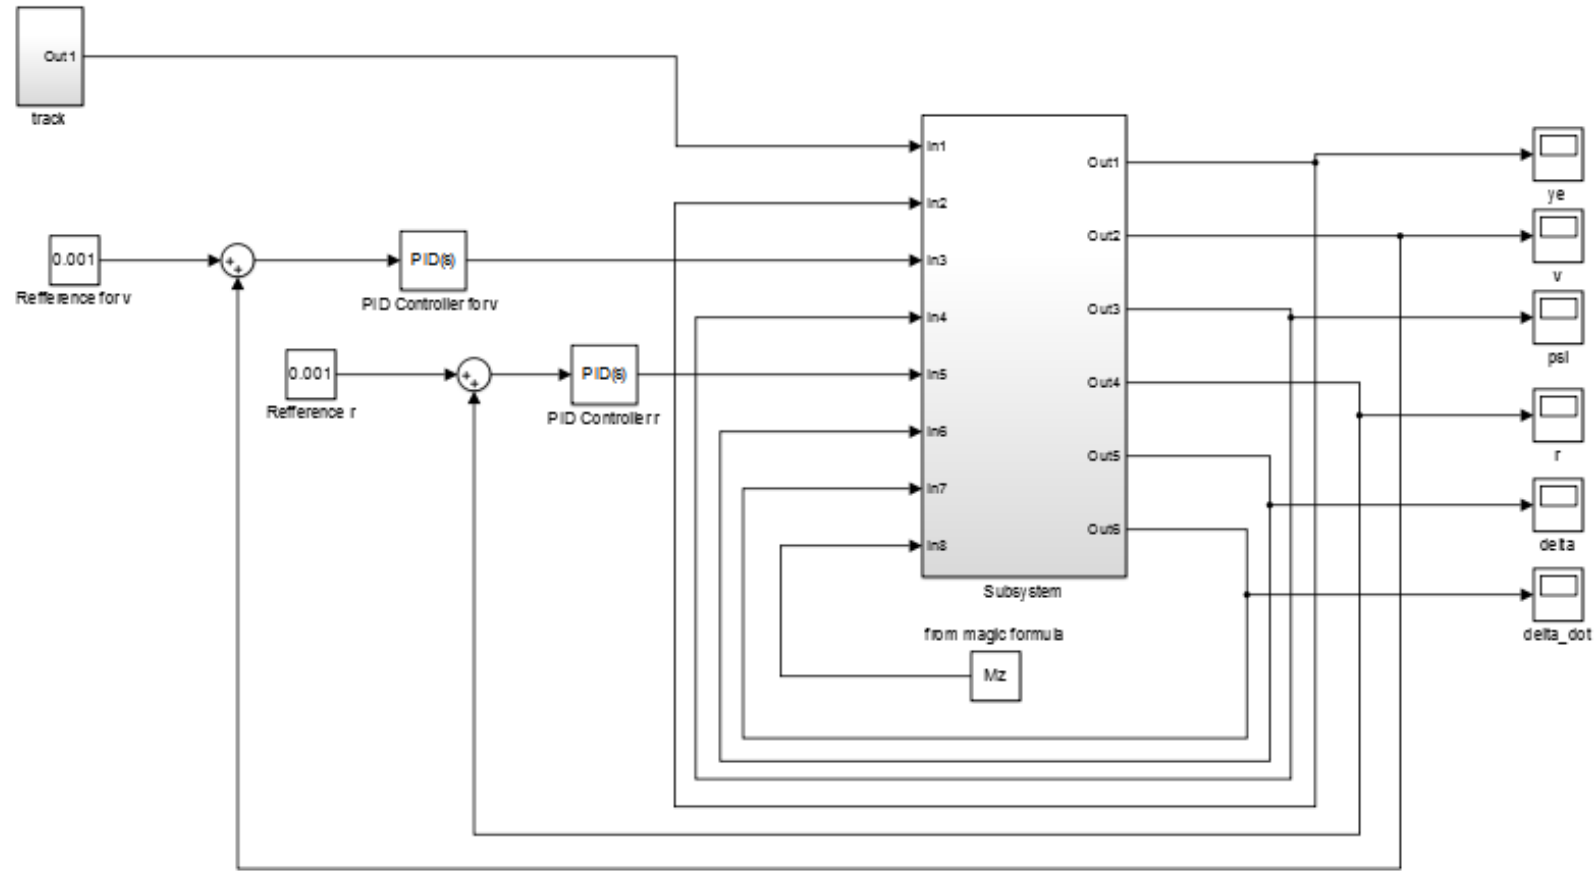 Out1
track
In1
In2
In3
In4
In5
In6
In7
In8
Out1
Out2
Out3
Out4
Out5
Out6
Subsystem
0.001
Refference for v
++
PID(s)
PID Controller for v
0.001
Refference r
++
PID(s)
PID Controller r
from magic formula
Mz
ye
v
psi
r
delta
delta_dot